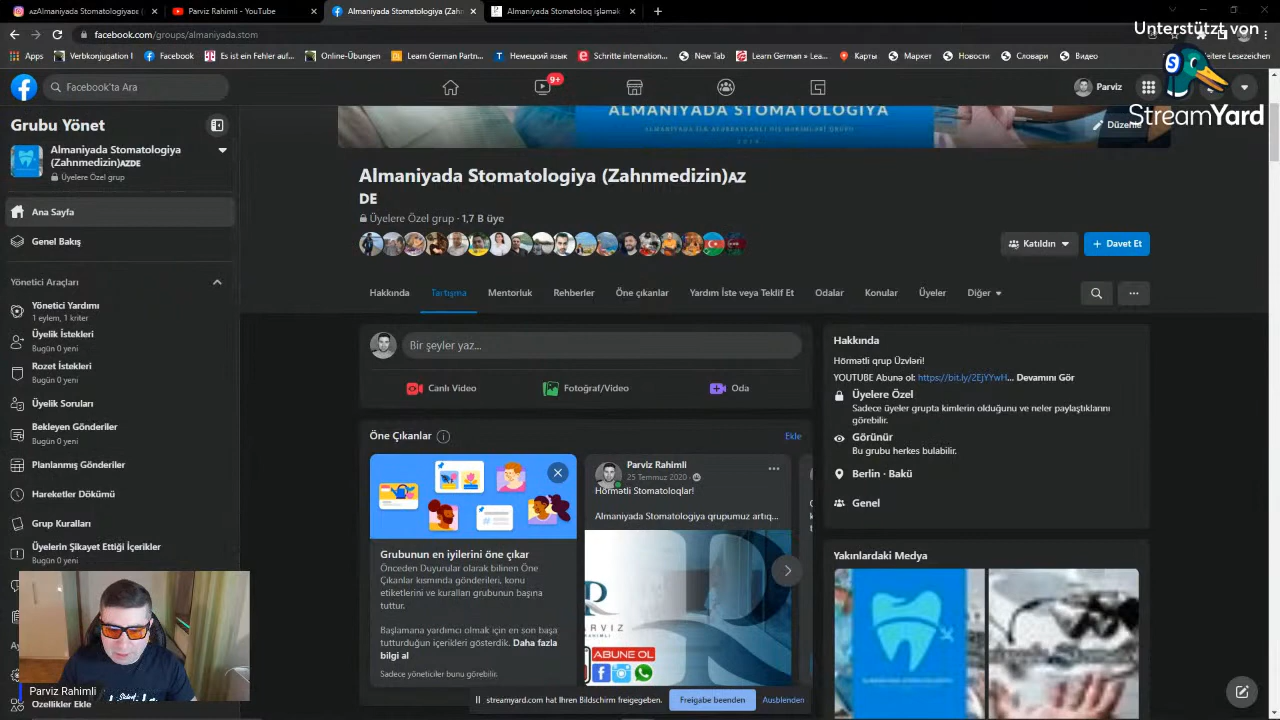 azAlmaniyadaStomatologiyade
Parviz Rahimli - YouTube
Almaniyada Stomatologiya (Zahn
Almaniyada Stomatoloq işləmək
facebook.com/groups/almaniyada.stom
Unterstützt von
Apps
Verbkonjugation
Facebook
Es ist ein Fehler auf
Online-Übungen
Learn German
Немецкий язык
Schritte internation
New Tab
Learn German » Lea
Карты
Маркет
Новости
Словари
Видео
Lesezeichen
StreamYard
Facebook'ta Ara
9+
Parviz
Grubu Yönet
Almaniyada Stomatologiya
(Zahnmedizin)AZDE
Üyelere Özel grup
Ana Sayfa
Genel Bakış
Yönetici Araçları
Yönetici Yardımı
1 eylem, 1 kriter
Üyelik İstekleri
Bugün 0 yeni
Rozet İstekleri
Bugün 0 yeni
Üyelik Soruları
Bekleyen Gönderiler
Bugün 0 yeni
Planlanmış Gönderiler
Hareketler Dökümü
Grup Kuralları
Üyelerin Şikayet Ettiği İçerikler
Bugün 0 yeni
Parviz Rahimli
Özellikler Ekle
ALMANIYADA STOMATOLOGIYA
Düzenle
Almaniyada Stomatologiya (Zahnmedizin)AZ
DE
Üyelere Özel grup · 1,7 B üye
Katıldın
+ Davet Et
Hakkında
Tartışma
Mentorluk
Rehberler
Öne çıkanlar
Yardım İste veya Teklif Et
Odalar
Konular
Üyeler
Diğer
Bir şeyler yaz...
Canlı Video
Fotoğraf/Video
Oda
Öne Çıkanlar
Ekle
Grubunun en iyilerini öne çıkar
Önceden Duyurular olarak bilinen Öne
Çıkanlar kısmında gönderileri, konu
etiketlerini ve kuralları grubunun başına
tuttur.
Başlamana yardımcı olmak için en son başa
tutturduğun içerikleri gösterdik. Daha fazla
bilgi al
Sadece yöneticiler bunu görebilir.
Parviz Rahimli
25 Temmuz 2020
Hörmətli Stomatoloqlar!
Almaniyada Stomatologiya qrupumuz artıq...
PARVIZ
RAHIMLI
ABUNE OL
Hakkında
Hörmətli qrup Üzvləri!
YOUTUBE Abunə ol: https://bit.ly/2EjYYwH... Devamını Gör
Üyelere Özel
Sadece üyeler grupta kimlerin olduğunu ve neler paylaştıklarını
görebilir.
Görünür
Bu grubu herkes bulabilir.
Berlin - Bakü
Genel
Yakınlardaki Medya
streamyard.com hat Ihren Bildschirm freigegeben.
Freigabe beenden
Ausblenden